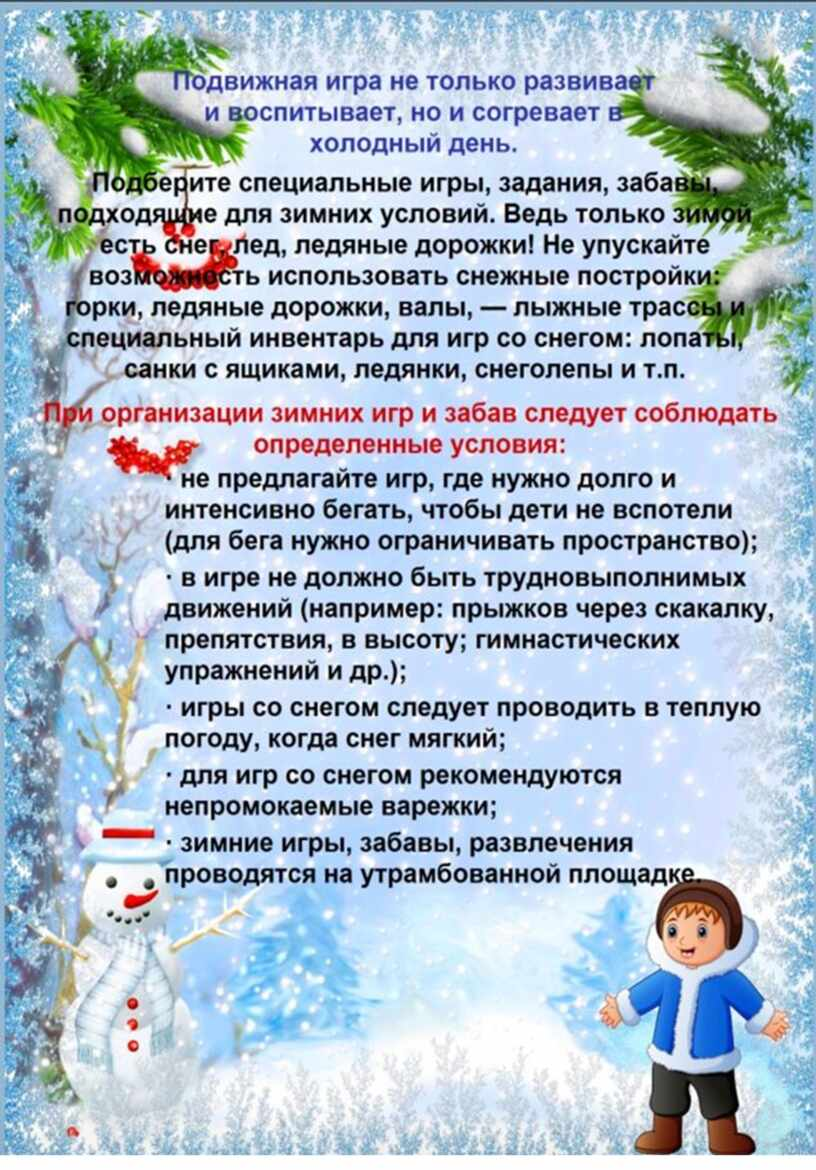 Подвижная игра не только развивает
и воспитывает, но и согревает в
холодный день.
Подберите специальные игры, задания, забавы,
подходящие для зимних условий. Ведь только зимой
есть снег, лед, ледяные дорожки! Не упускайте
возможность использовать снежные постройки:
горки, ледяные дорожки, валы, — лыжные трассы и
специальный инвентарь для игр со снегом: лопаты,
санки с ящиками, ледянки, снеголепы и т.п.
При организации зимних игр и забав следует соблюдать
определенные условия:
· не предлагайте игр, где нужно долго и
интенсивно бегать, чтобы дети не вспотели
(для бега нужно ограничивать пространство);
· в игре не должно быть трудновыполнимых
движений (например: прыжков через скакалку,
препятствия, в высоту; гимнастических
упражнений и др.);
· игры со снегом следует проводить в теплую
погоду, когда снег мягкий;
· для игр со снегом рекомендуются
непромокаемые варежки;
· зимние игры, забавы, развлечения
проводятся на утрамбованной площадке.